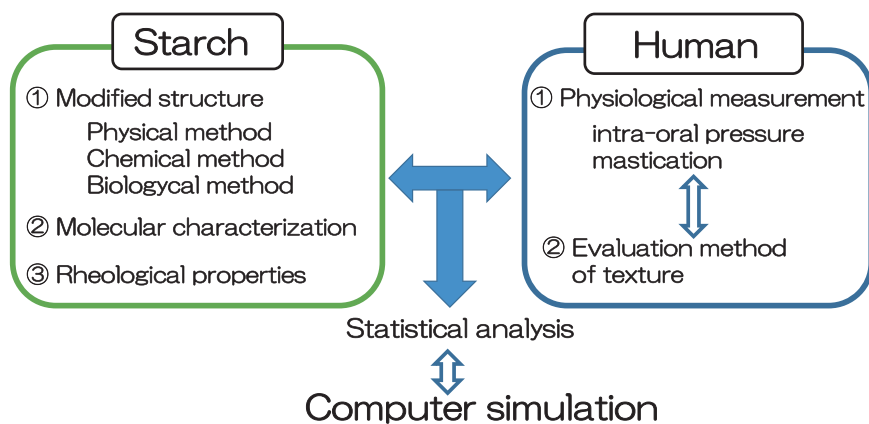 Starch
① Modified structure
Physical method
Chemical method
Biologycal method
② Molecular characterization
③ Rheological properties
Human
① Physiological measurement
intra-oral pressure
mastication
② Evaluation method
of texture
Statistical analysis
Computer simulation